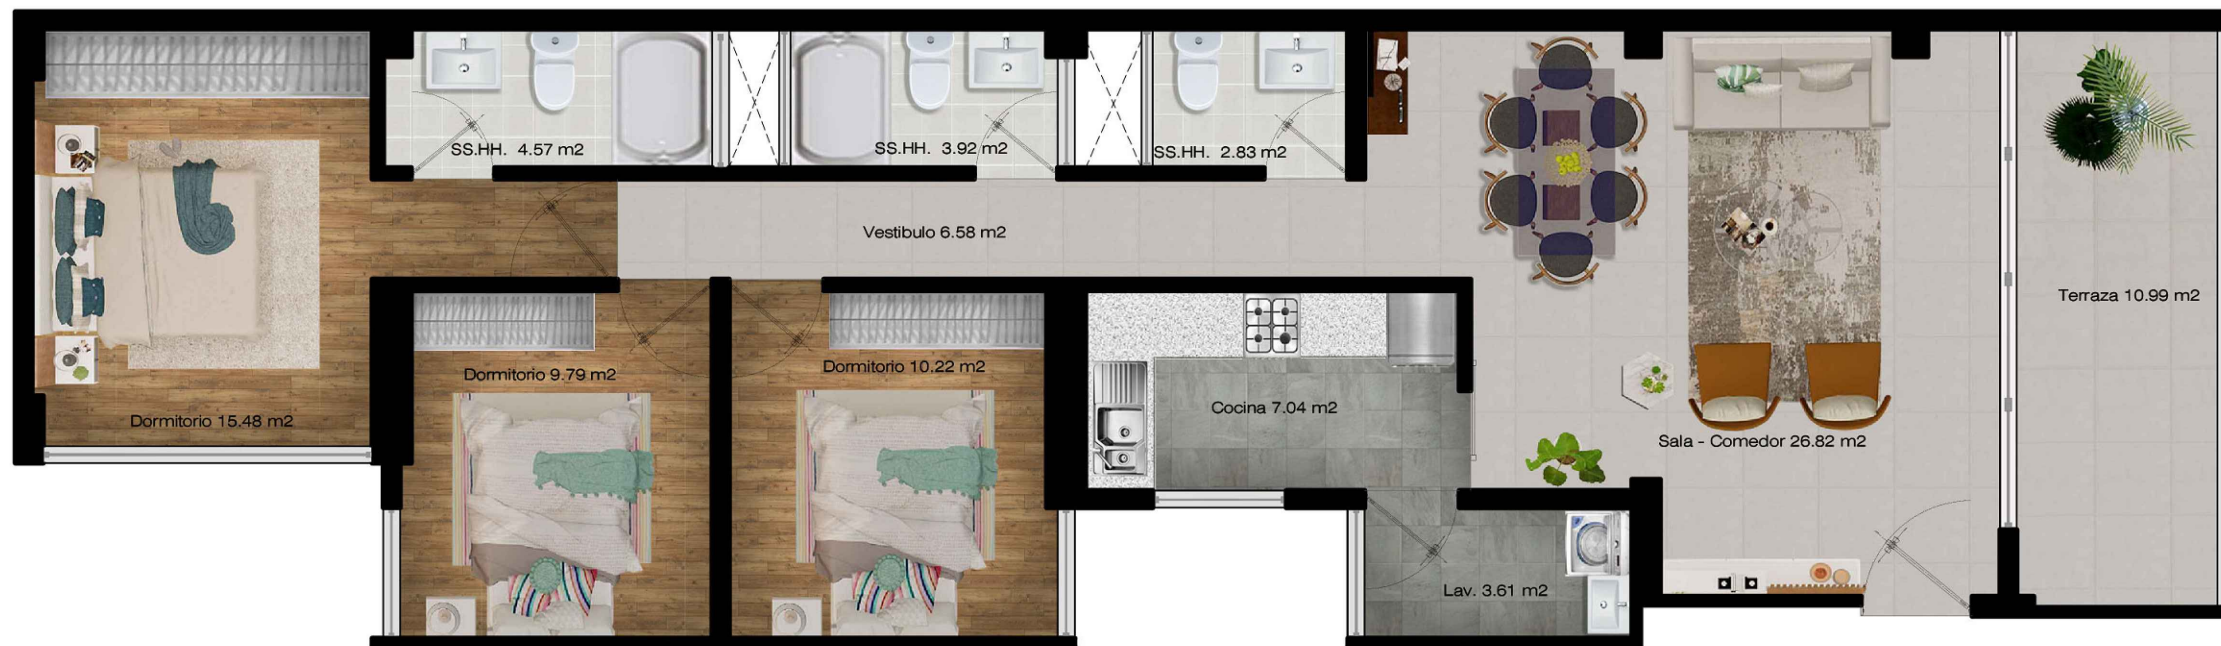 SS.HH. 4.57 m2
SS.HH. 3.92 m2
SS.HH. 2.83 m2
Vestibulo 6.58 m2
Terraza 10.99 m2
Dormitorio 9.79 m2
Dormitorio 10.22 m2
Cocina 7.04 m2
Dormitorio 15.48 m2
Sala - Comedor 26.82 m2
Lav. 3.61 m2